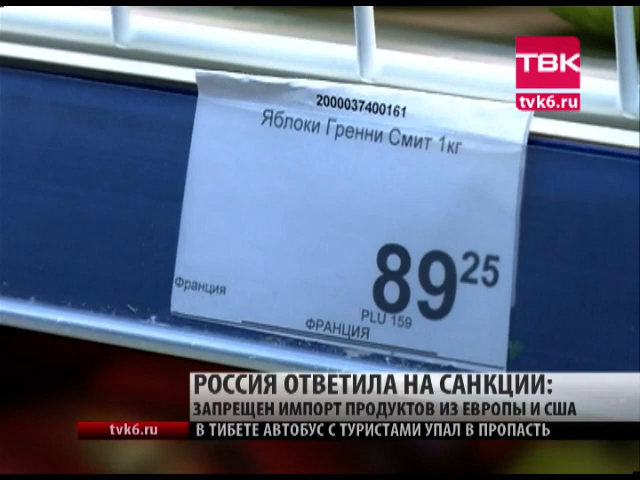 ТВК
tvk6.ru
2000037400161
Яблоки Гренни Смит 1кг
89 25
Франция
PLU 159
ФРАНЦИЯ
РОССИЯ ОТВЕТИЛА НА САНКЦИИ:
ЗАПРЕЩЕН ИМПОРТ ПРОДУКТОВ ИЗ ЕВРОПЫ И США
tvk6.ru В ТИБЕТЕ АВТОБУС С ТУРИСТАМИ УПАЛ В ПРОПАСТЬ